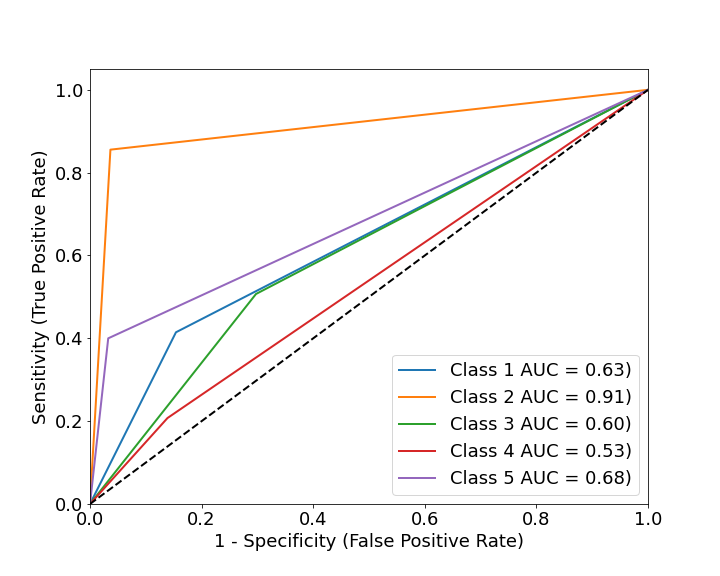 Sensitivity (True Positive Rate)
1.0
0.8
0.6
0.4
0.2
0.0
Class 1 AUC = 0.63)
Class 2 AUC = 0.91)
Class 3 AUC = 0.60)
Class 4 AUC = 0.53)
Class 5 AUC = 0.68)
0.0 0.2 0.4 0.6 0.8 1.0
1 - Specificity (False Positive Rate)